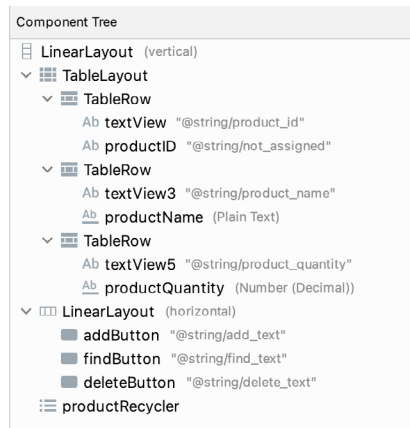 Component Tree
LinearLayout (vertical)
TableLayout
TableRow
Ab textView "@string/product_id"
Ab productID "@string/not_assigned"
TableRow
Ab textView3 "@string/product_name"
Ab productName (Plain Text)
TableRow
Ab textView5 "@string/product_quantity"
Ab productQuantity (Number (Decimal))
LinearLayout (horizontal)
addButton "@string/add_text"
findButton "@string/find_text"
deleteButton "@string/delete_text"
productRecycler